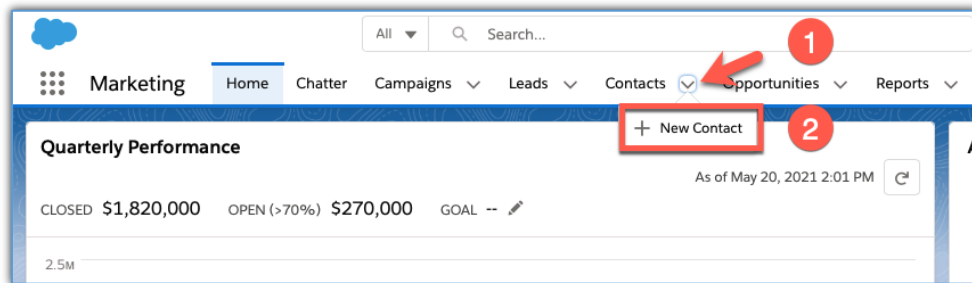 All Search...
1
Marketing Home Chatter Campaigns Leads Contacts Opportunities Reports
+ New Contact
2
Quarterly Performance
As of May 20, 2021 2:01 PM
CLOSED $1,820,000 OPEN (>70%) $270,000 GOAL --
2.5M